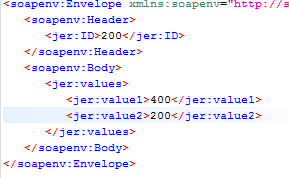 <soapenv:Envelope xmlns:soapenv="http://s
<soapenv:Header>
<jer:ID>200</jer:ID>
</soapenv:Header>
<soapenv:Body>
<jer:values>
<jer:value1>400</jer:value1>
<jer:value2>200</jer:value2>
</jer:values>
</soapenv:Body>
</soapenv:Envelope>